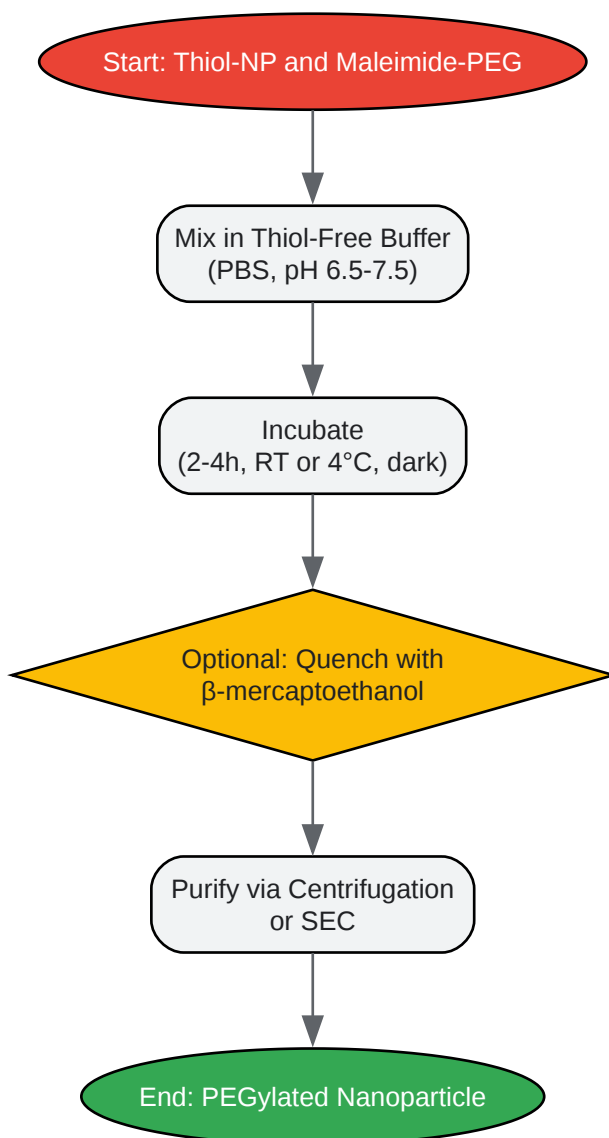 Start: Thiol-NP and Maleimide-PEG
Mix in Thiol-Free Buffer
(PBS, pH 6.5-7.5)
Incubate
(2-4h, RT or 4°C, dark)
Optional: Quench with
β-mercaptoethanol
Purify via Centrifugation
or SEC
End: PEGylated Nanoparticle